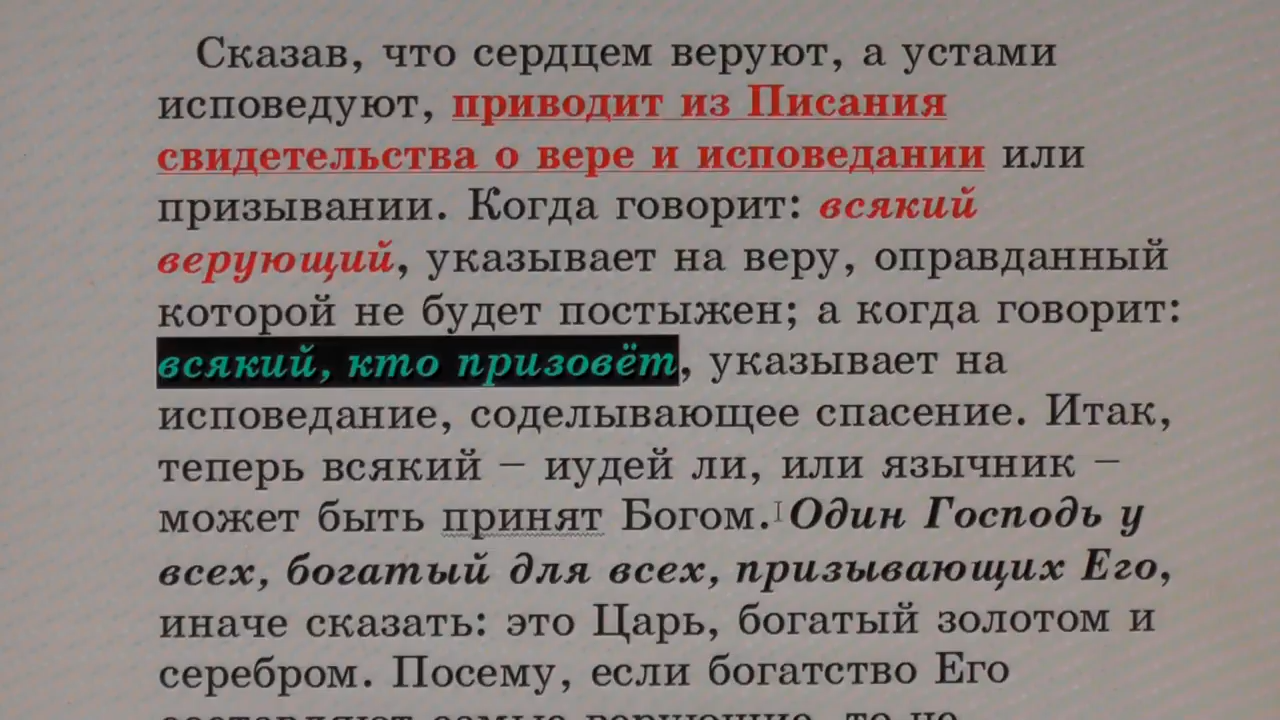 Сказав, что сердцем веруют, а устами
исповедуют, приводит из Писания
свидетельства о вере и исповедании или
призывании. Когда говорит: всякий
верующий, указывает на веру, оправданный
которой не будет постыжен; а когда говорит:
всякий, кто призовёт, указывает на
исповедание, соделывающее спасение. Итак,
теперь всякий – иудей ли, или язычник –
может быть принят Богом. Один Господь у
всех, богатый для всех, призывающих Его,
иначе сказать: это Царь, богатый золотом и
серебром. Посему, если богатство Его